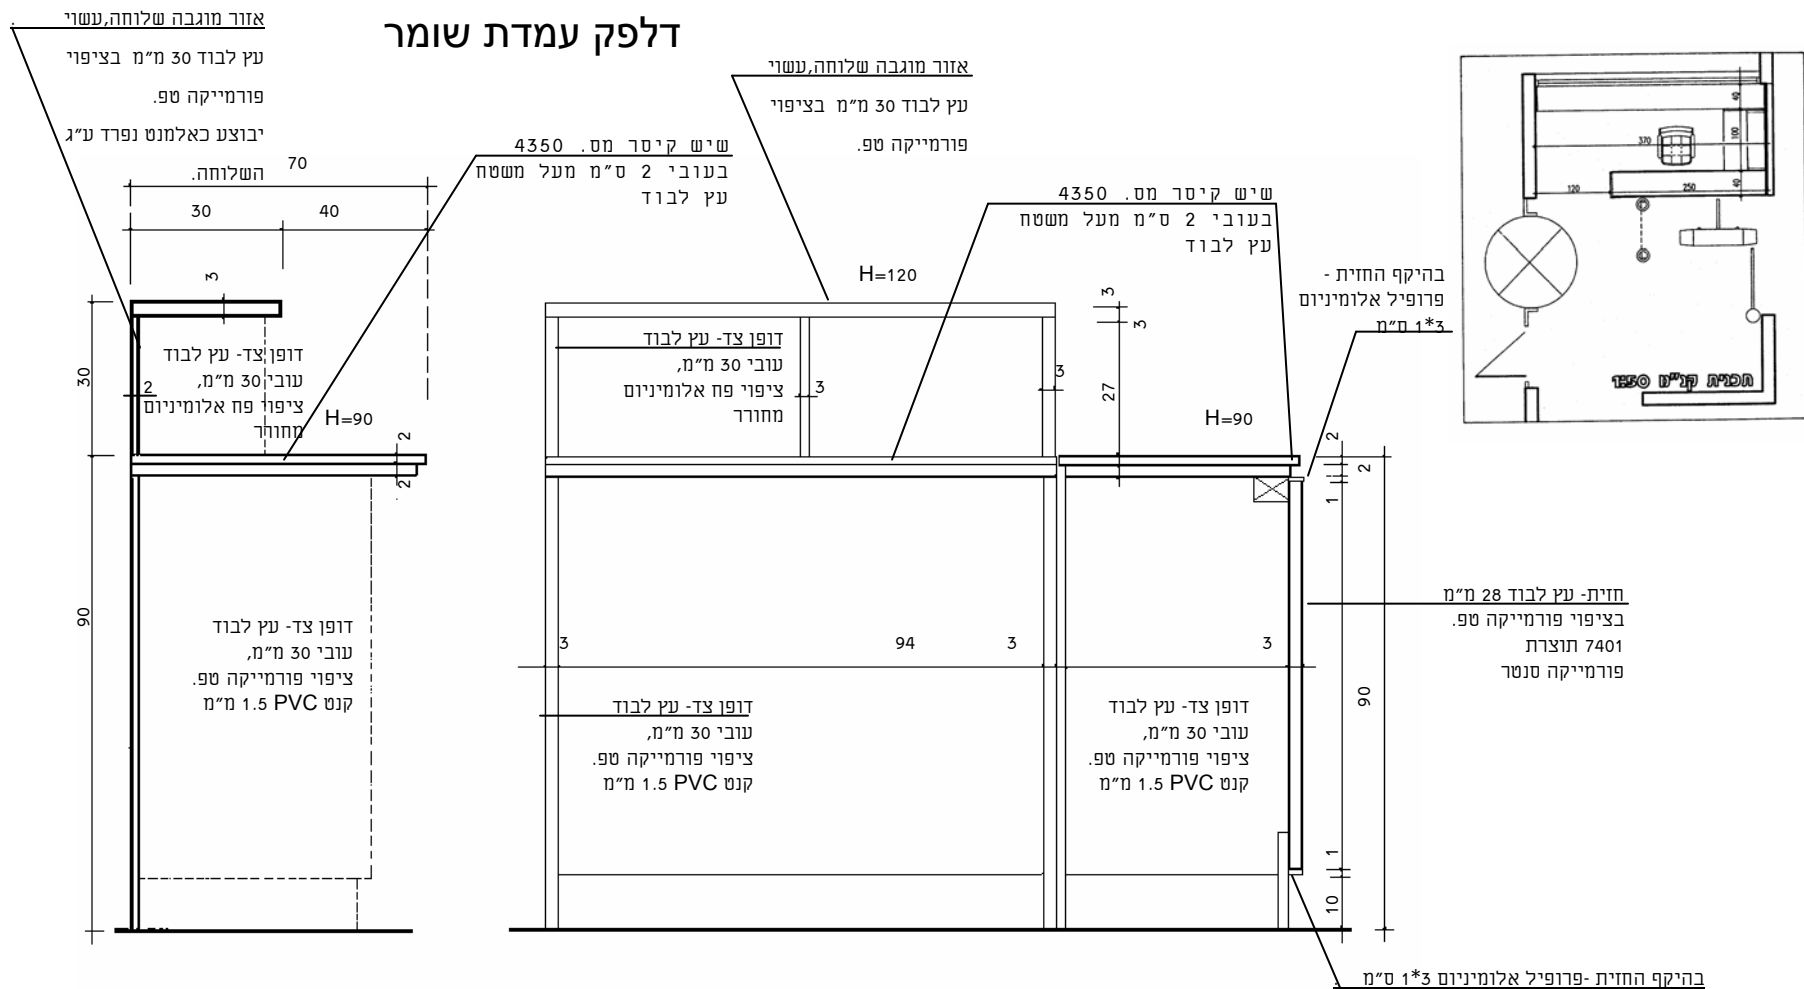 דלפק עמדת שומר
אזור מוגבה שלוחה,עשוי
עץ לבוד 30 מ"מ בציפוי
פורמייקה טפ.
יבוצע כאלמנט נפרד ע"ג
השלוחה.
70
30
40
3
30
2
דופן צד- עץ לבוד
עובי 30 מ"מ,
ציפוי פח אלומיניום
מחורר
H=90
2
2
90
דופן צד- עץ לבוד
עובי 30 מ"מ,
ציפוי פורמייקה טפ.
קנט PVC 1.5 מ"מ
שיש קיסר מס. 4350
בעובי 2 ס"מ מעל משטח
עץ לבוד
אזור מוגבה שלוחה,עשוי
עץ לבוד 30 מ"מ בציפוי
פורמייקה טפ.
שיש קיסר מס. 4350
בעובי 2 ס"מ מעל משטח
עץ לבוד
H=120
דופן צד- עץ לבוד
עובי 30 מ"מ,
ציפוי פח אלומיניום
מחורר
3
3
3
3
27
H=90
2
2
1
בהיקף החזית -
פרופיל אלומיניום
3*1 ס"מ
3
94
3
3
דופן צד- עץ לבוד
עובי 30 מ"מ,
ציפוי פורמייקה טפ.
קנט PVC 1.5 מ"מ
דופן צד- עץ לבוד
עובי 30 מ"מ,
ציפוי פורמייקה טפ.
קנט PVC 1.5 מ"מ
חזית- עץ לבוד 28 מ"מ
בציפוי פורמייקה טפ.
7401 תוצרת
פורמייקה סנטר
90
1
10
בהיקף החזית -פרופיל אלומיניום 3*1 ס"מ
40
100
370
120
250
40
תכנית קנ"מ 1:50